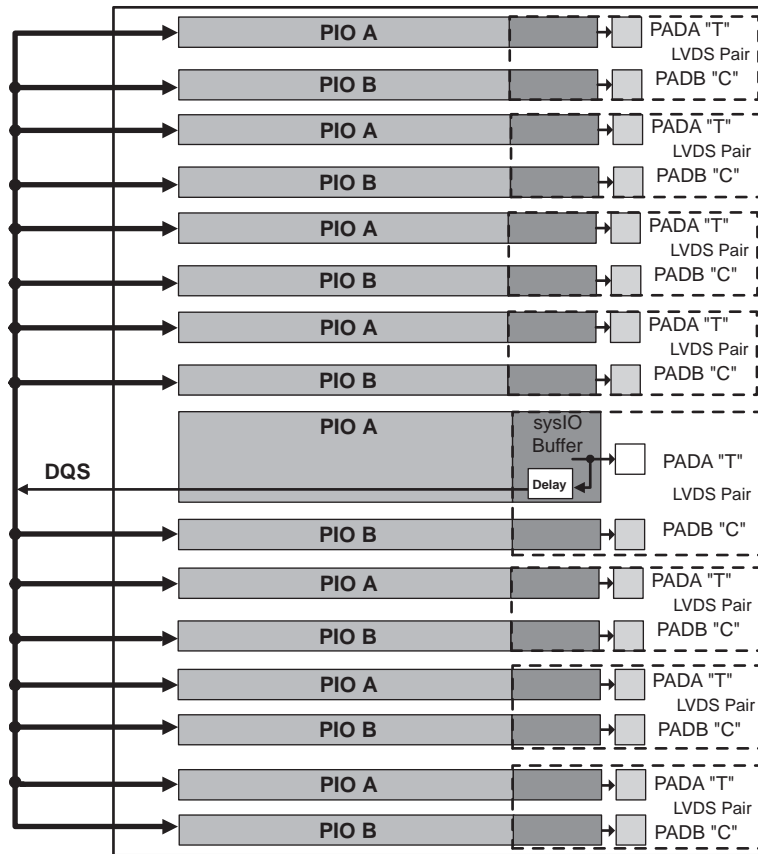 PIO A
PADA "T"
LVDS Pair
PIO B
PADB "C"
PIO A
PADA "T"
LVDS Pair
PIO B
PADB "C"
PIO A
PADA "T"
LVDS Pair
PIO B
PADB "C"
PIO A
PADA "T"
LVDS Pair
PIO B
PADB "C"
PIO A
sysIO
Buffer
PADA "T"
DQS
Delay
LVDS Pair
PIO B
PADB "C"
PIO A
PADA "T"
LVDS Pair
PIO B
PADB "C"
PIO A
PADA "T"
LVDS Pair
PIO B
PADB "C"
PIO A
PADA "T"
LVDS Pair
PIO B
PADB "C"